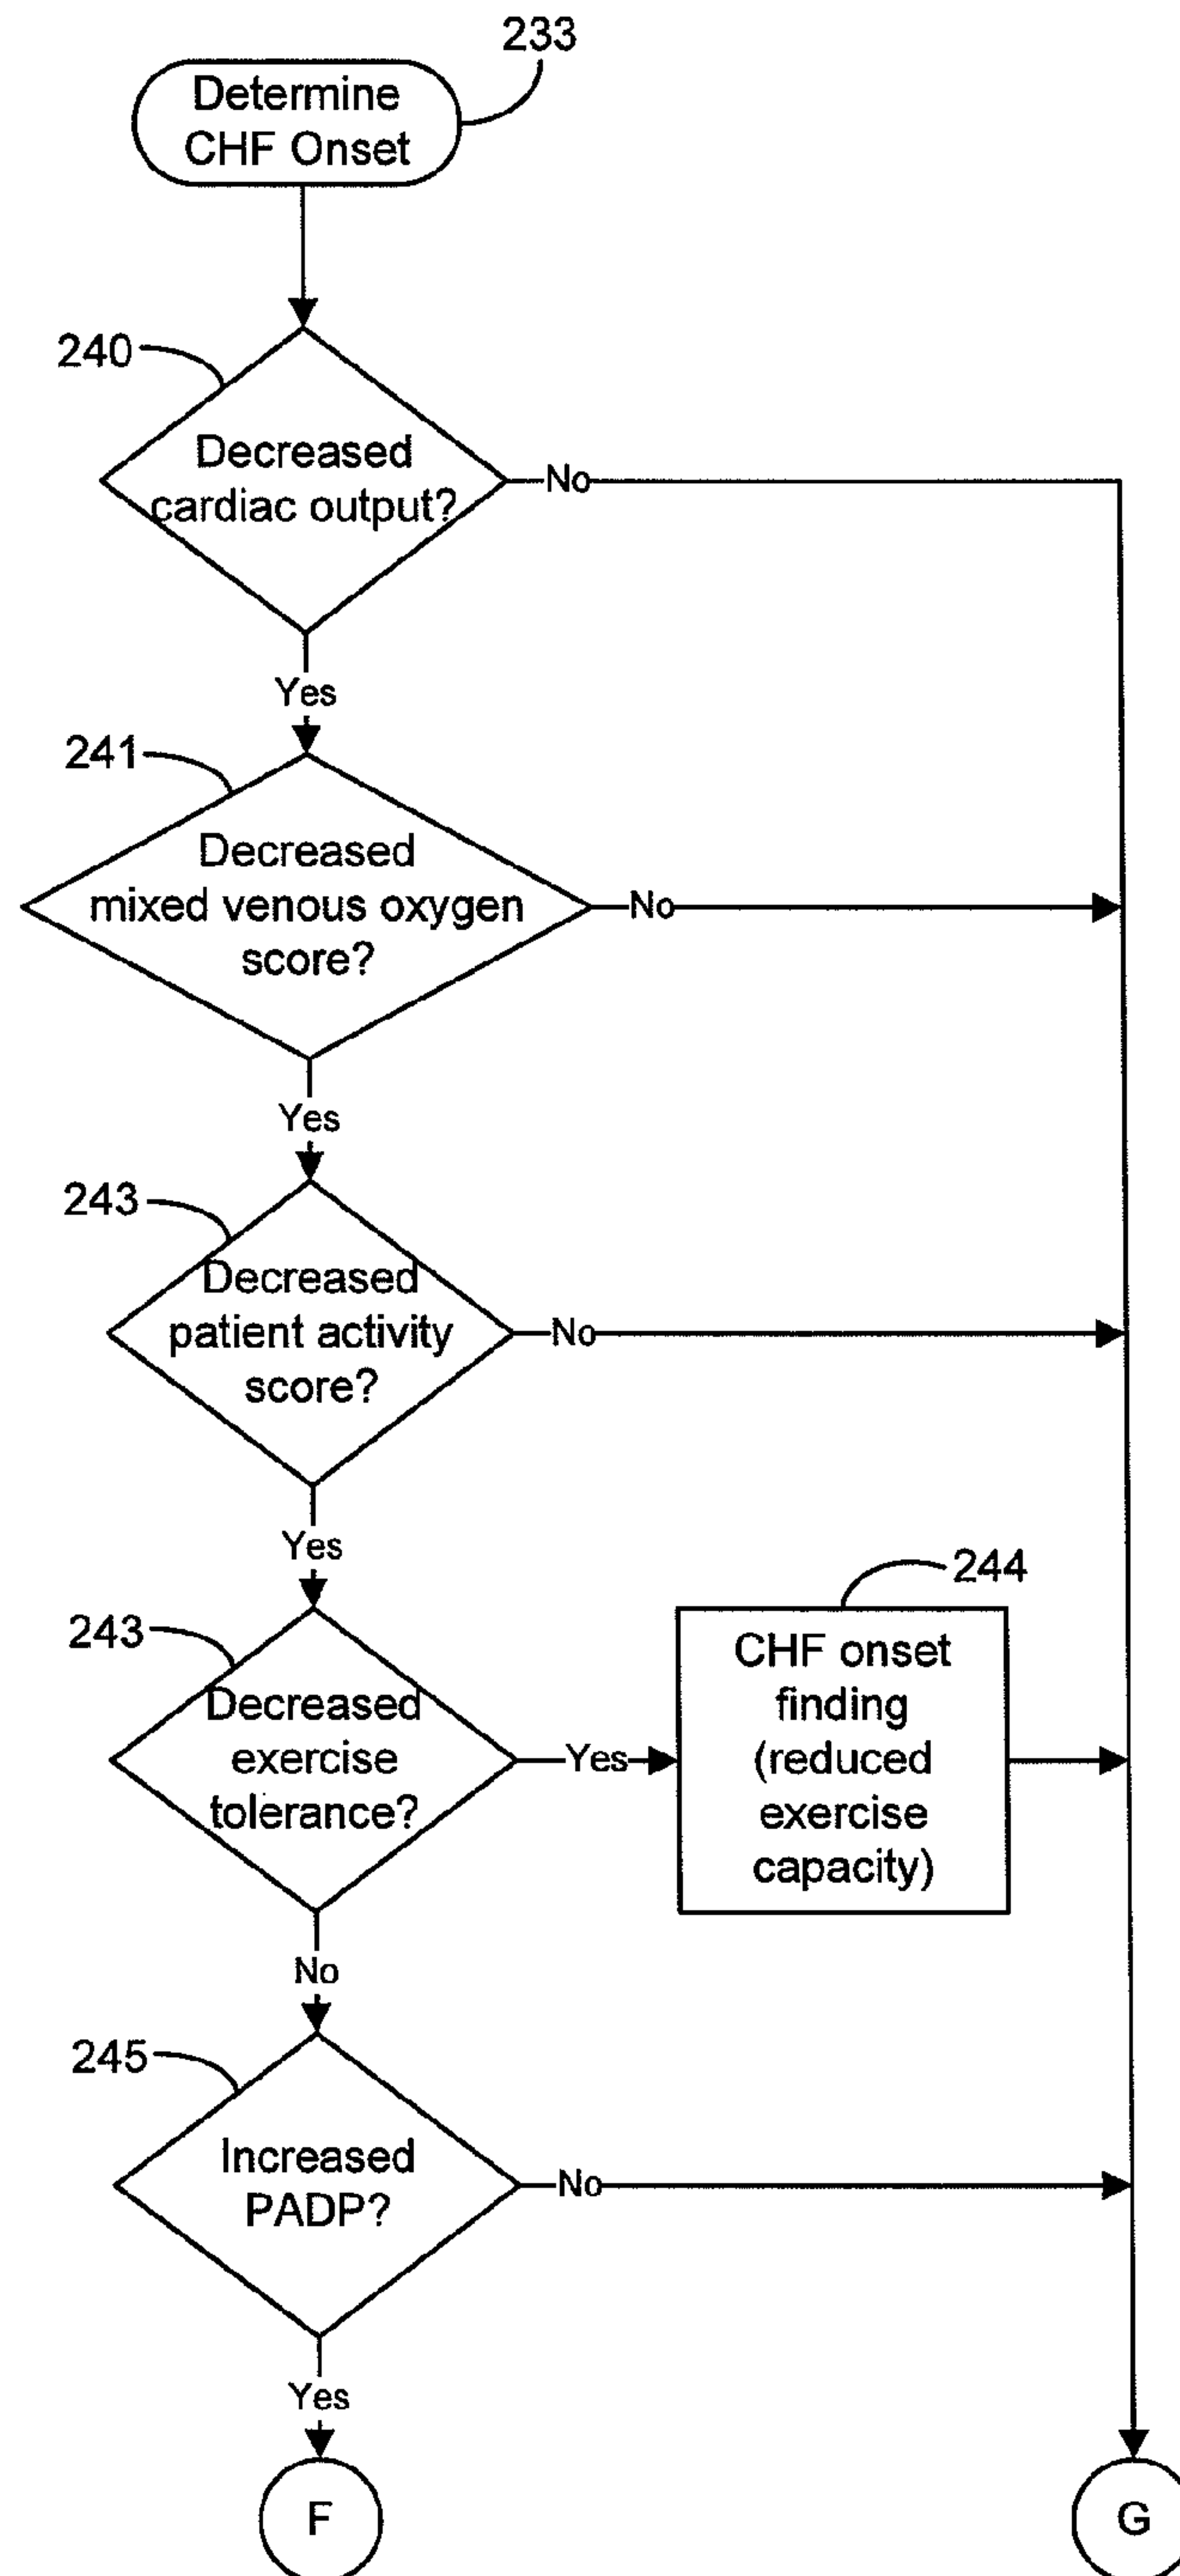 233
Determine
CHF Onset
240
Decreased
cardiac output?
No
Yes
241
Decreased
mixed venous oxygen
score?
No
Yes
243
Decreased
patient activity
score?
No
Yes
244
243
Decreased
exercise
tolerance?
Yes
CHF onset
finding
(reduced
exercise
capacity)
No
245
Increased
PADP?
No
Yes
F
G